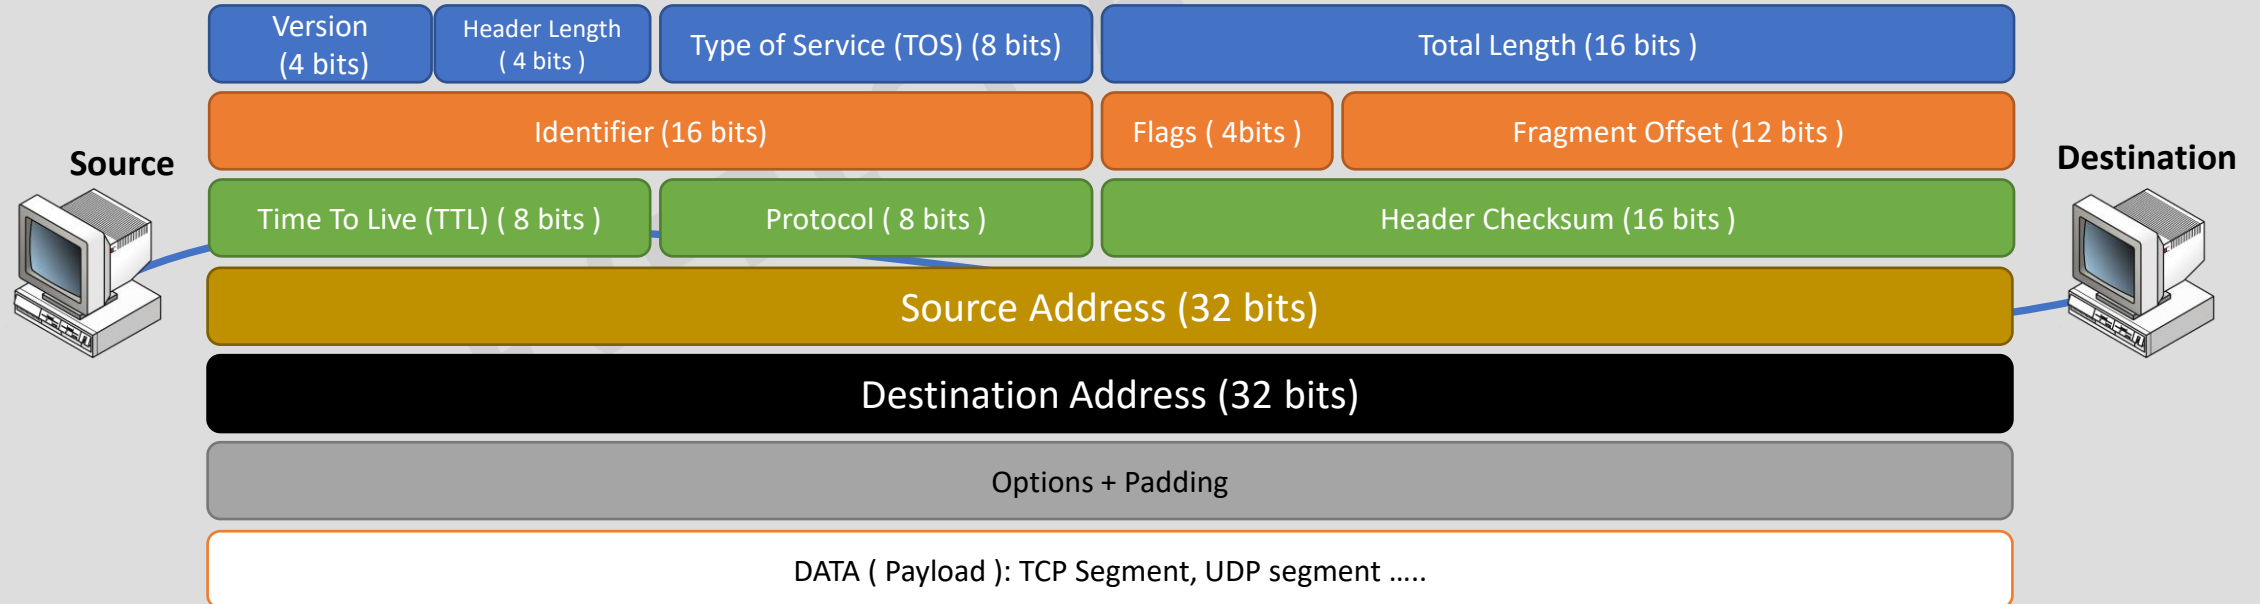 Version
(4 bits)
Header Length
( 4 bits )
Type of Service (TOS) (8 bits)
Total Length (16 bits )
Identifier (16 bits)
Flags ( 4bits )
Fragment Offset (12 bits )
Source
Destination
Time To Live (TTL) ( 8 bits )
Protocol ( 8 bits )
Header Checksum (16 bits )
Source Address (32 bits)
Destination Address (32 bits)
Options + Padding
DATA ( Payload ): TCP Segment, UDP segment …..